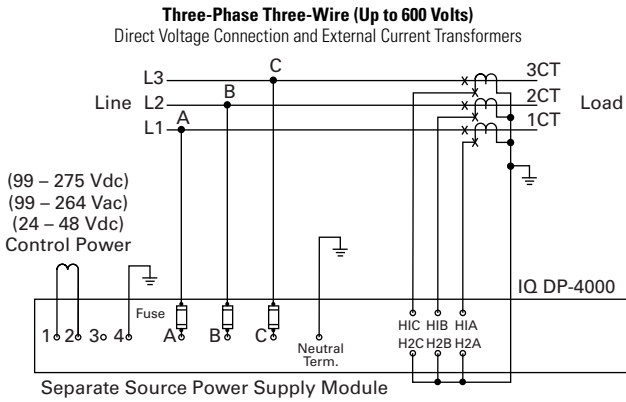 Three-Phase Three-Wire (Up to 600 Volts)
Direct Voltage Connection and External Current Transformers
L3 C 3CT
Line L2 B 2CT Load
L1 A 1CT
(99 – 275 Vdc)
(99 – 264 Vac)
(24 – 48 Vdc)
Control Power
IQ DP-4000
Fuse
HIC HIB HIA
1 2 3 4 A B C H2C H2B H2A
Neutral
Term.
Separate Source Power Supply Module